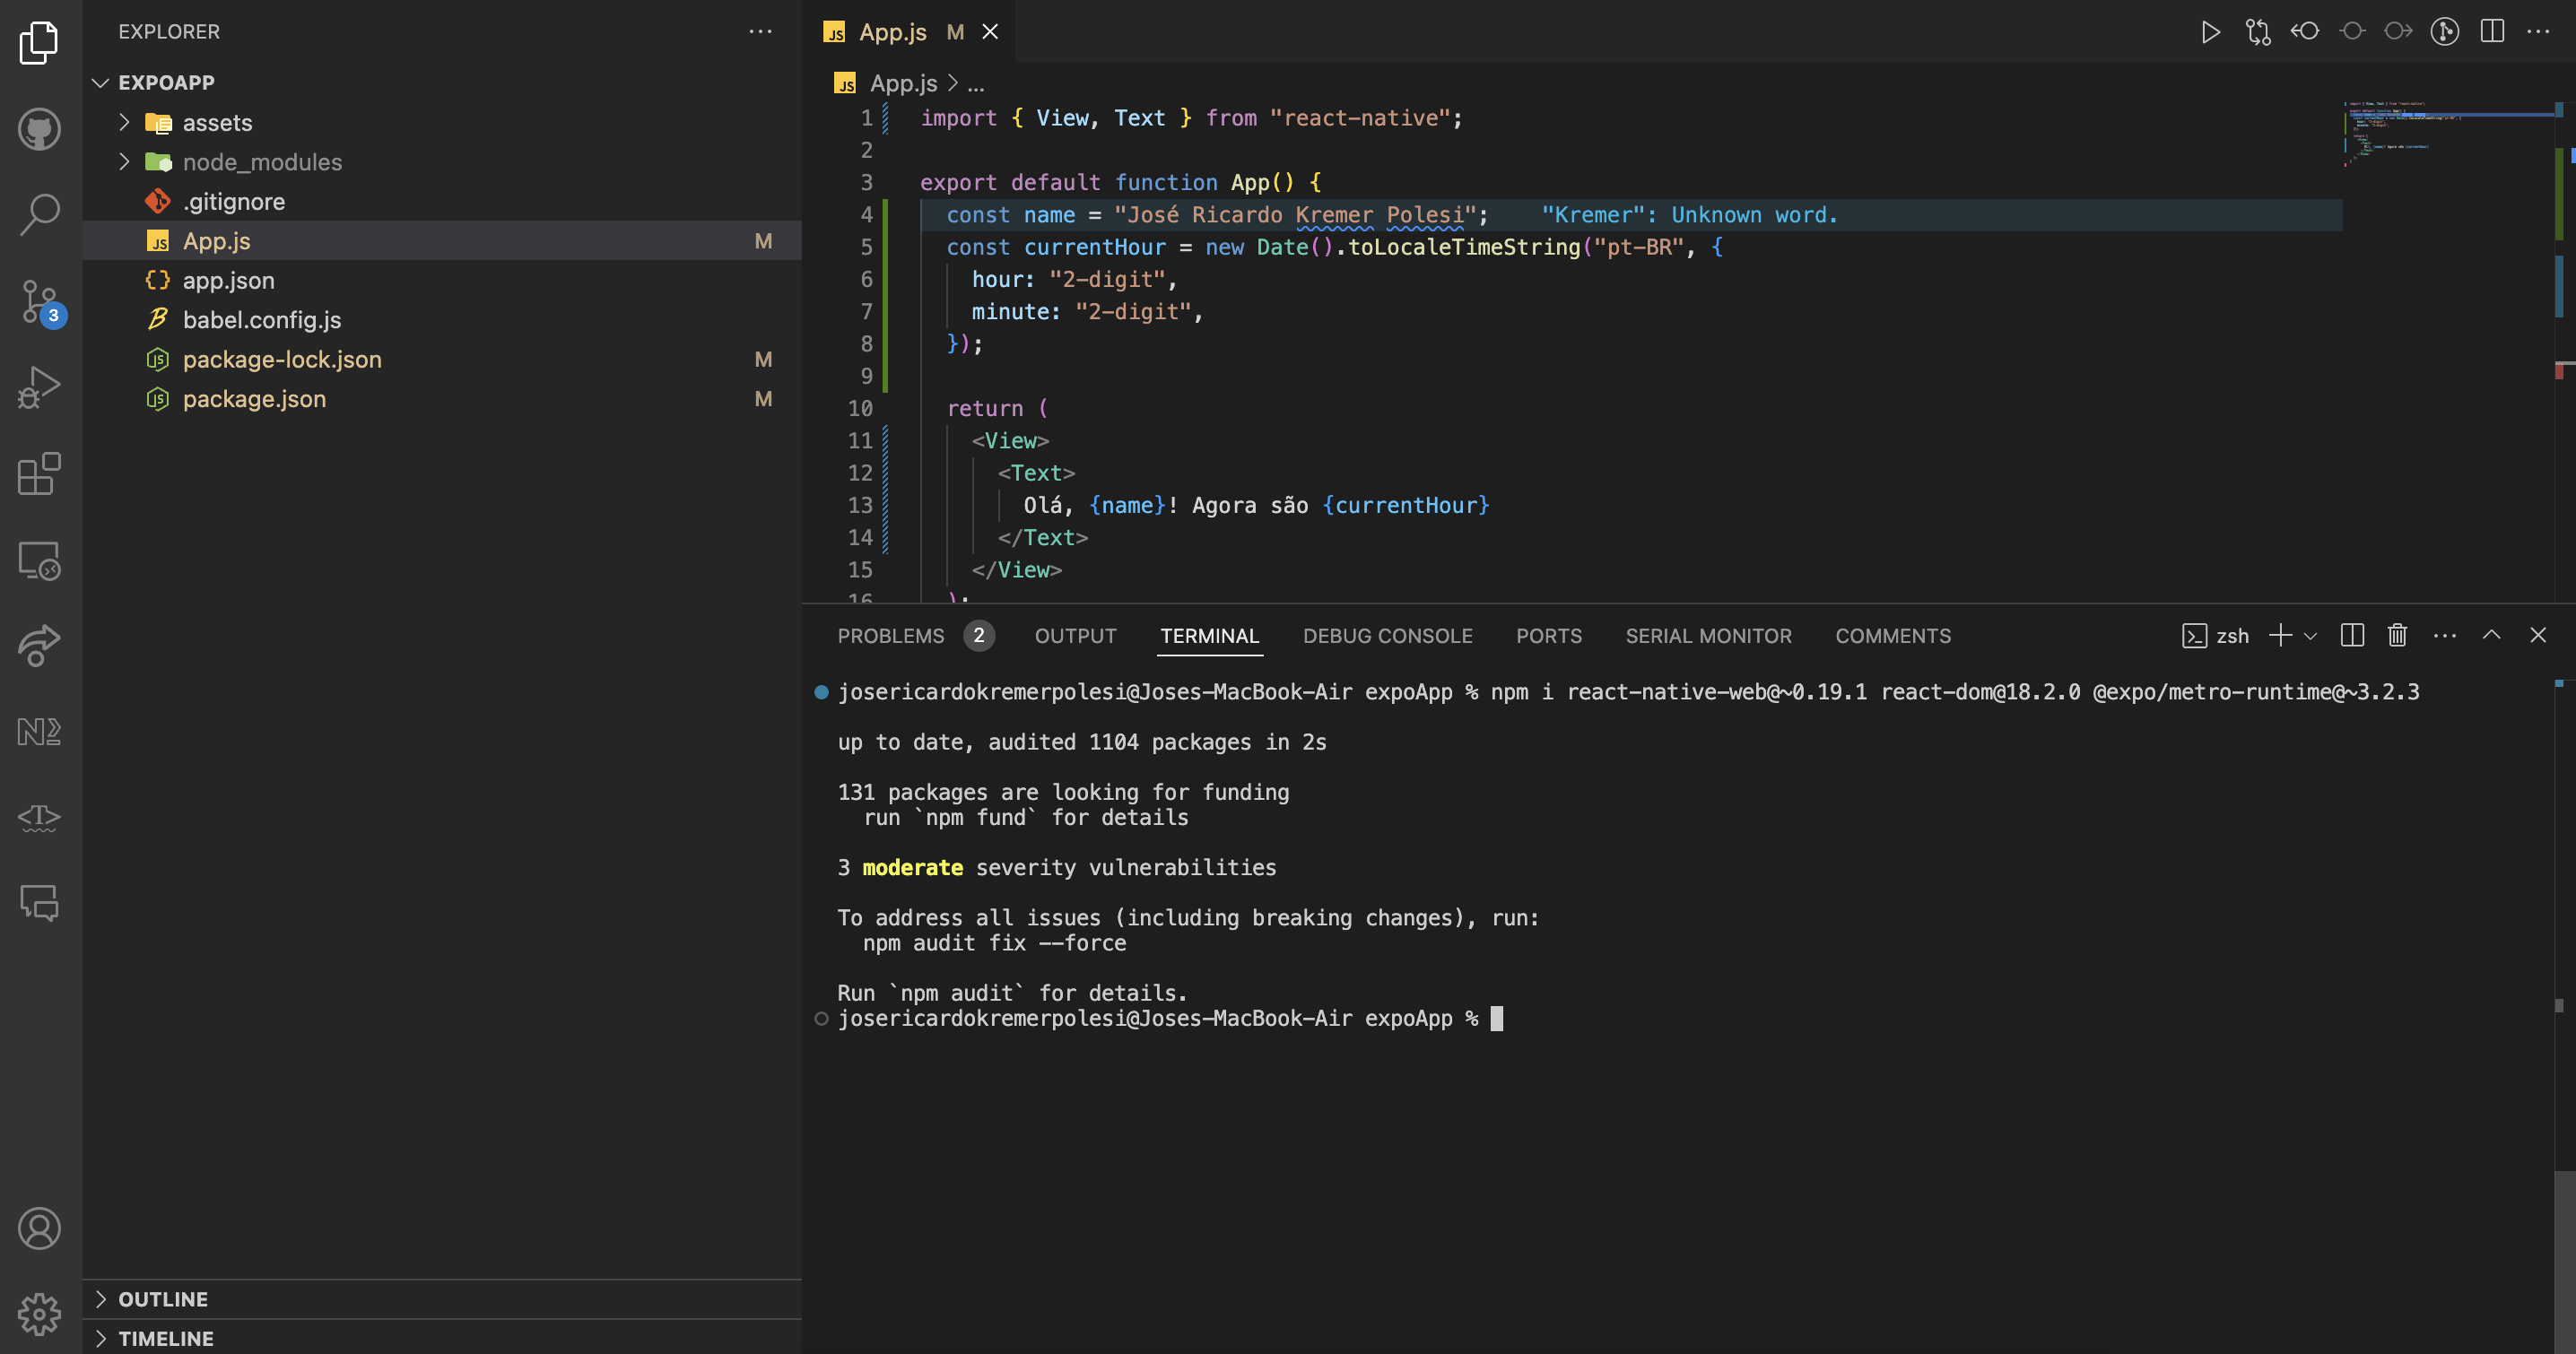 EXPLORER
EXPOAPP
assets
node_modules
.gitignore
App.js M
app.json
babel.config.js
package-lock.json M
package.json M
3
OUTLINE
TIMELINE
App.js M
App.js > ...
1 import { View, Text } from "react-native";
2
3 export default function App() {
4 const name = "José Ricardo Kremer Polesi"; "Kremer": Unknown word.
5 const currentHour = new Date().toLocaleTimeString("pt-BR", {
6 hour: "2-digit",
7 minute: "2-digit",
8 });
9
10 return (
11 <View>
12 <Text>
13 Olá, {name}! Agora são {currentHour}
14 </Text>
15 </View>
16 );
PROBLEMS 2 OUTPUT TERMINAL DEBUG CONSOLE PORTS SERIAL MONITOR COMMENTS zsh
josericardokremerpolesi@Joses-MacBook-Air expoApp % npm i react-native-web@~0.19.1 react-dom@18.2.0 @expo/metro-runtime@~3.2.3
up to date, audited 1104 packages in 2s
131 packages are looking for funding
run `npm fund` for details
3 moderate severity vulnerabilities
To address all issues (including breaking changes), run:
npm audit fix --force
Run `npm audit` for details.
josericardokremerpolesi@Joses-MacBook-Air expoApp %